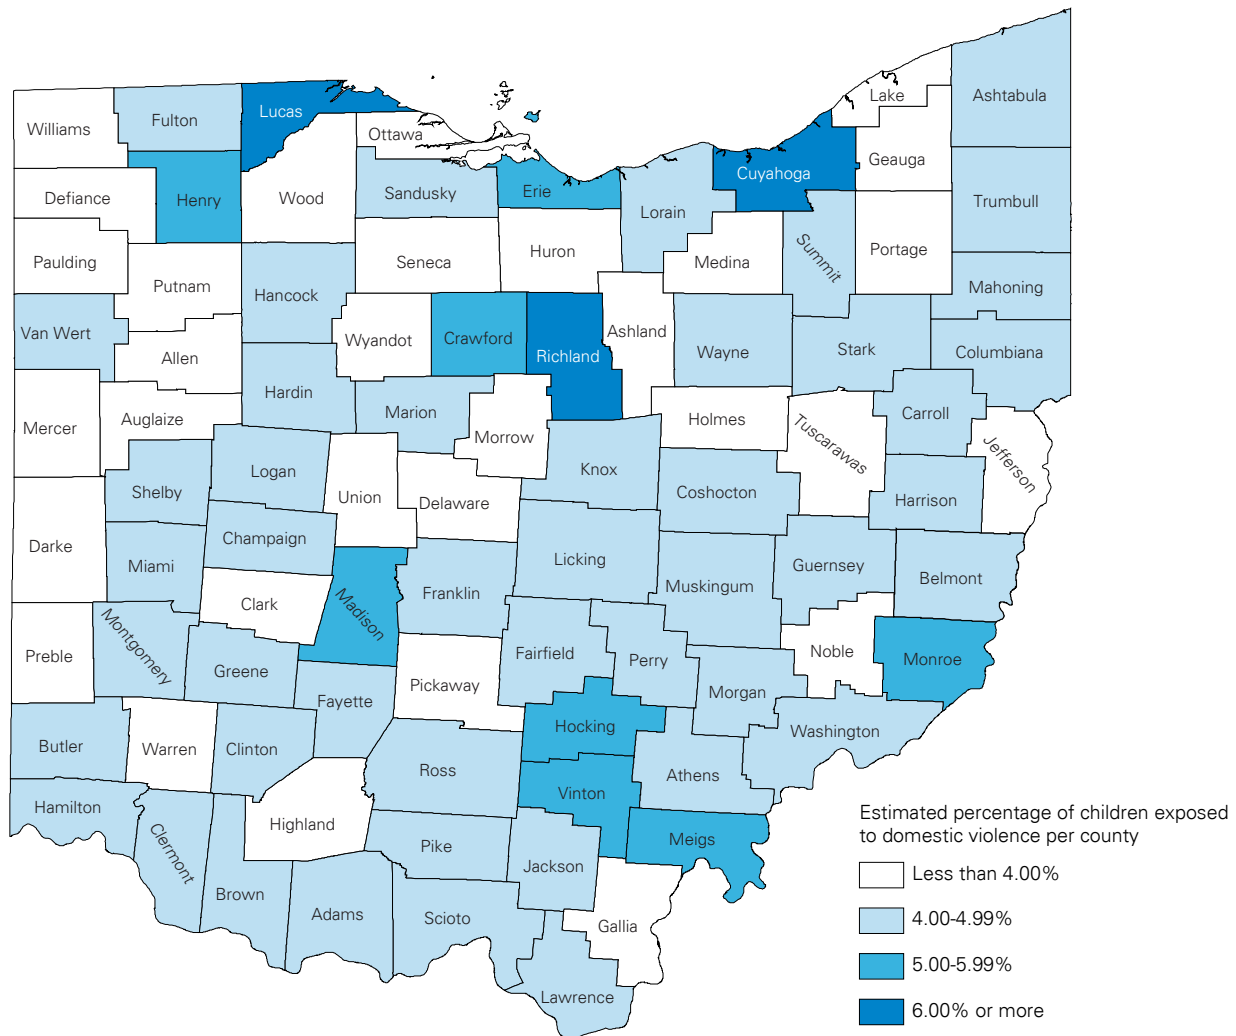 Lake
Ashtabula
Lucas
Fulton
Williams
Ottawa
Geauga
Cuyahoga
Defiance
Henry
Wood
Sandusky
Erie
Lorain
Trumbull
Summit
Portage
Paulding
Seneca
Huron
Medina
Putnam
Hancock
Mahoning
Van Wert
Allen
Wyandot
Crawford
Richland
Ashland
Wayne
Stark
Columbiana
Hardin
Marion
Carroll
Mercer
Auglaize
Morrow
Holmes
Tuscarawas
Jefferson
Logan
Knox
Shelby
Union
Delaware
Coshocton
Harrison
Darke
Champaign
Miami
Licking
Guernsey
Belmont
Franklin
Muskingum
Clark
Madison
Montgomery
Preble
Greene
Fairfield
Perry
Noble
Monroe
Pickaway
Morgan
Fayette
Hocking
Washington
Butler
Warren
Clinton
Ross
Athens
Vinton
Hamilton
Clermont
Highland
Pike
Meigs
Jackson
Brown
Adams
Scioto
Gallia
Lawrence
Estimated percentage of children exposed
to domestic violence per county
Less than 4.00%
4.00-4.99%
5.00-5.99%
6.00% or more